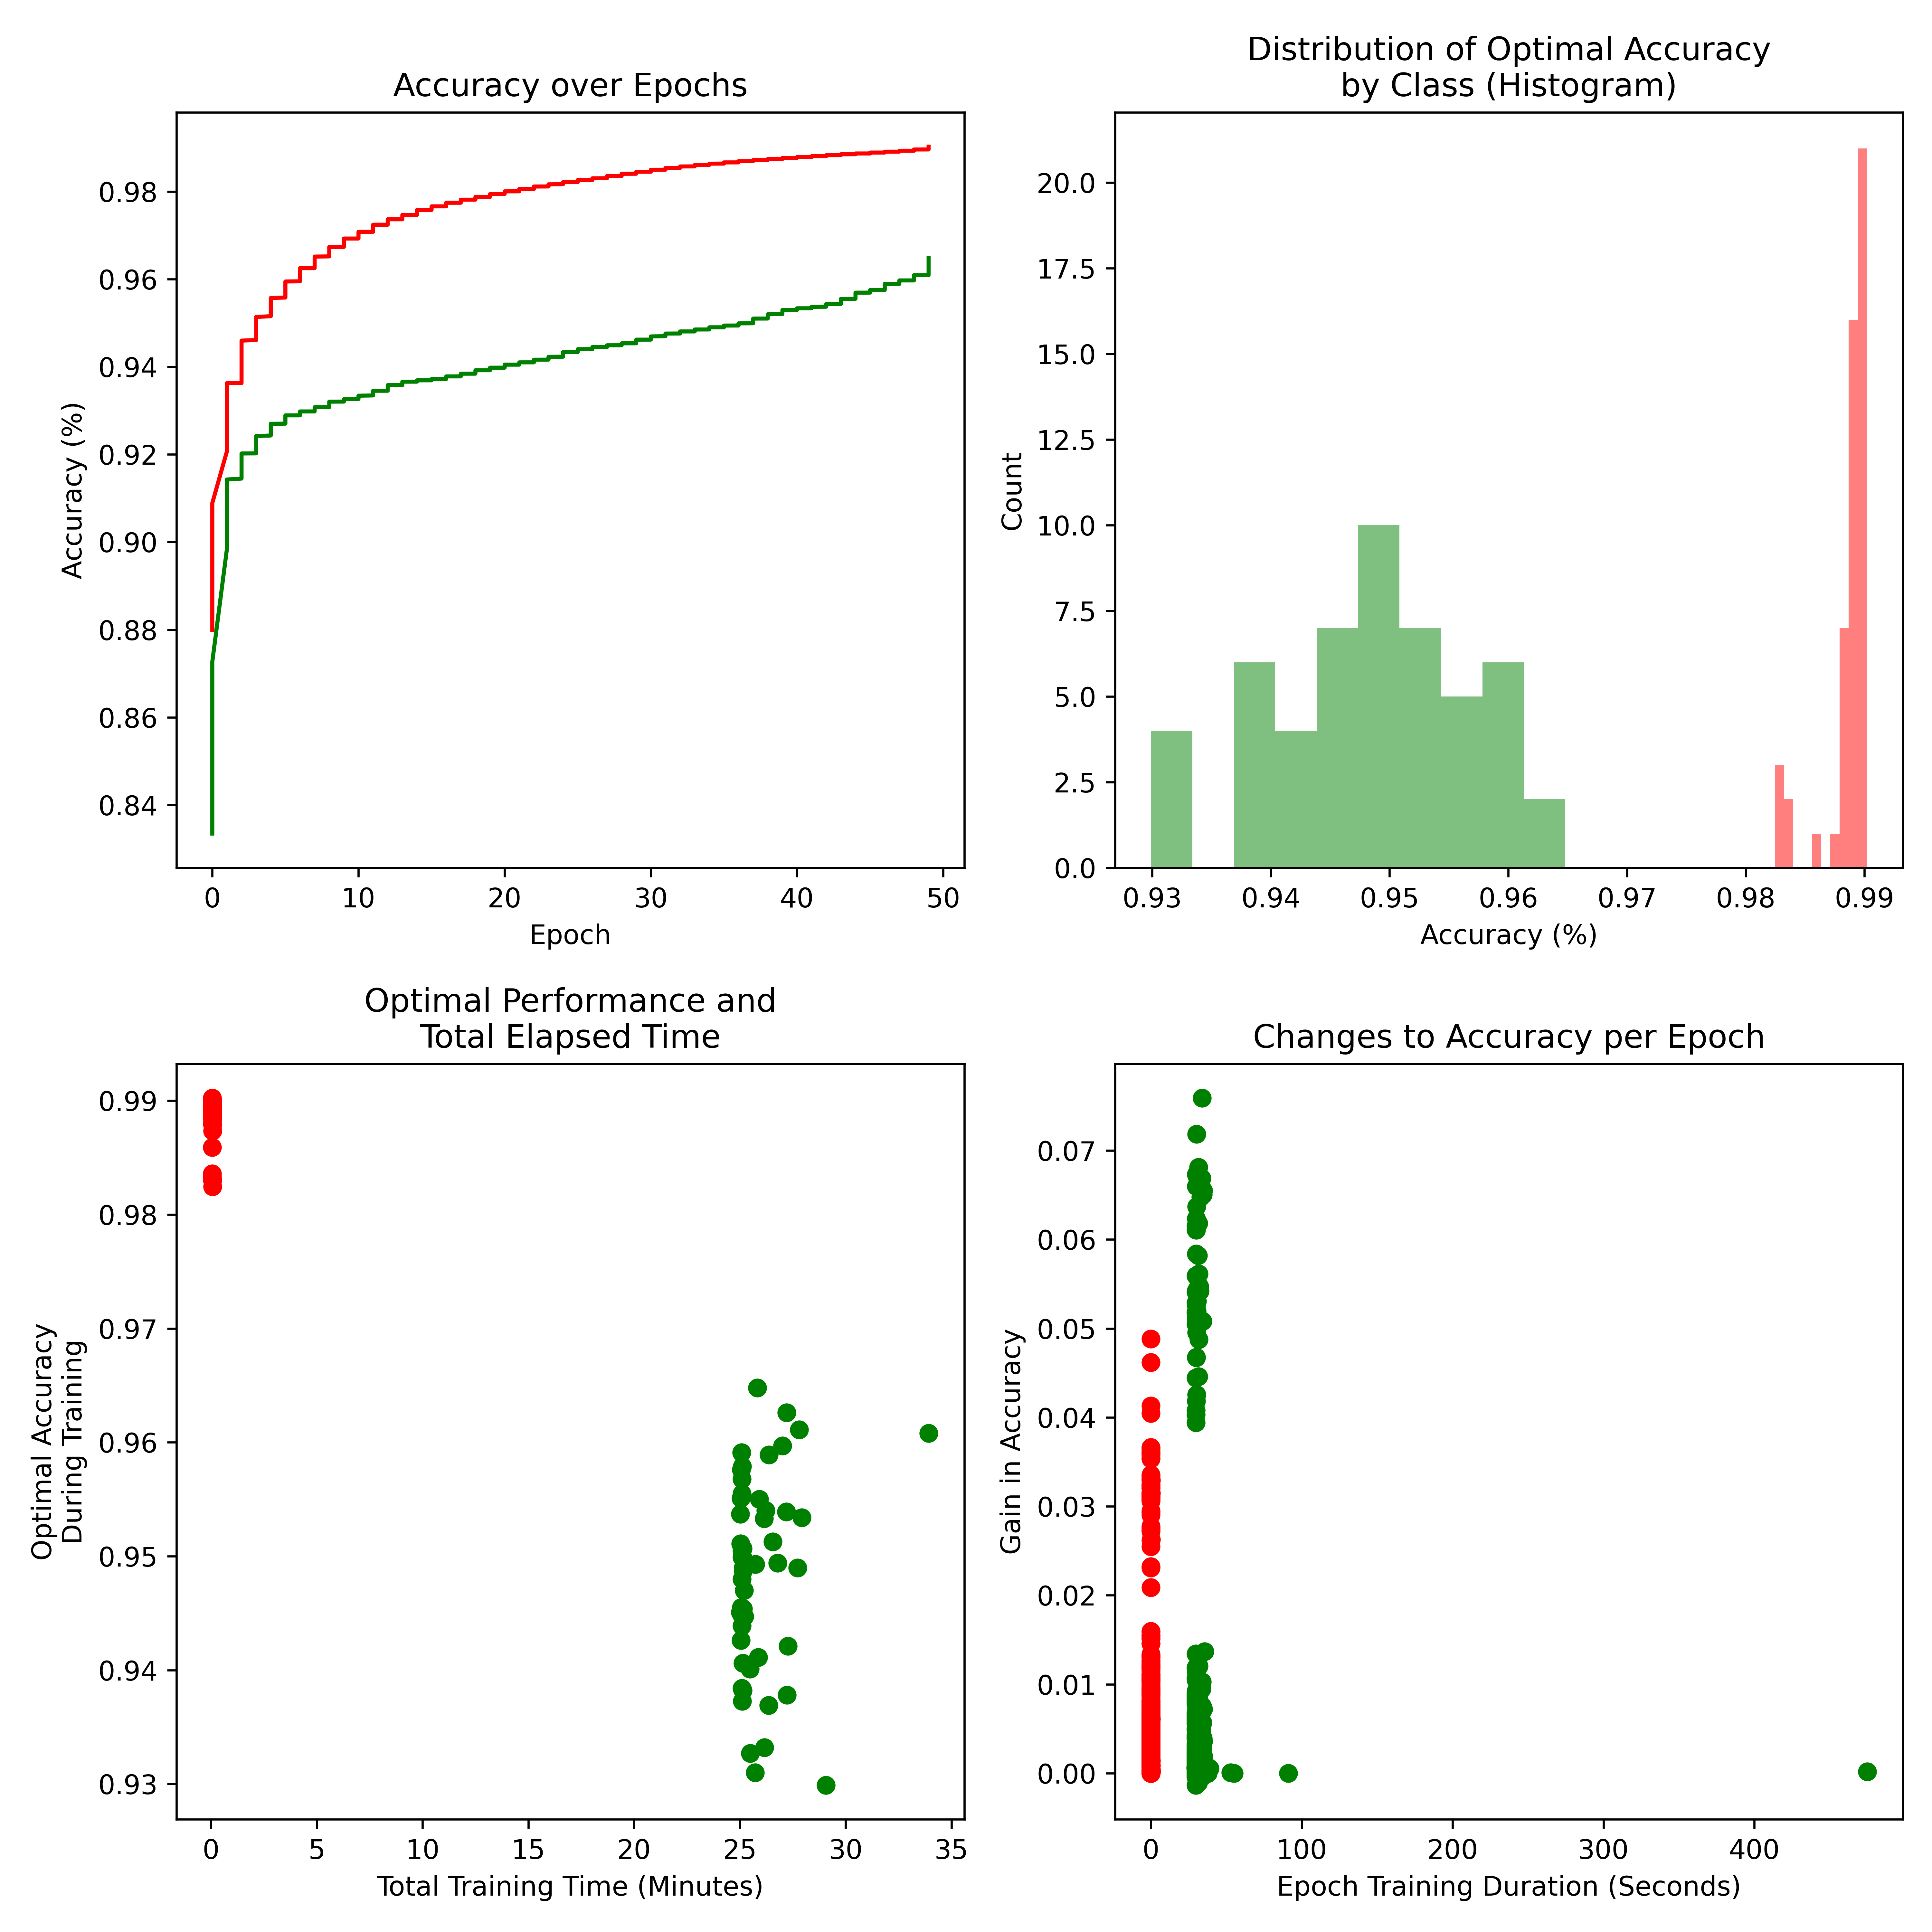 Accuracy over Epochs
0.98
0.96
0.94
0.92
0.90
0.88
0.86
0.84
Accuracy (%)
0 10 20 30 40 50
Epoch
Distribution of Optimal Accuracy
by Class (Histogram)
20.0
17.5
15.0
12.5
10.0
7.5
5.0
2.5
0.0
Count
0.93 0.94 0.95 0.96 0.97 0.98 0.99
Accuracy (%)
Optimal Performance and
Total Elapsed Time
0.99
0.98
0.97
0.96
0.95
0.94
0.93
Optimal Accuracy
During Training
0 5 10 15 20 25 30 35
Total Training Time (Minutes)
Changes to Accuracy per Epoch
0.07
0.06
0.05
0.04
0.03
0.02
0.01
0.00
Gain in Accuracy
0 100 200 300 400
Epoch Training Duration (Seconds)